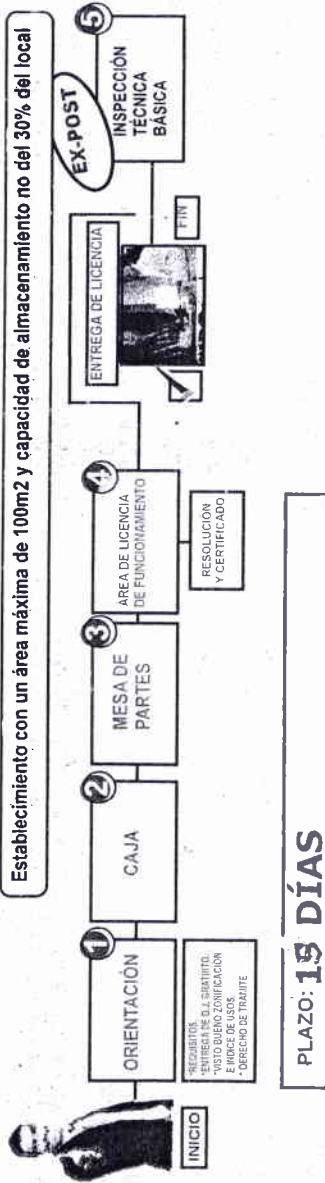 Establecimiento con un área máxima de 100m2 y capacidad de almacenamiento no del 30% del local
INICIO
1
ORIENTACIÓN
*REQUISITOS.
*ENTREGA DE D.J. GRATUITO.
*VISTO BUENO ZONIFICACIÓN
E INDICE DE USOS.
* DERECHO DE TRAMITE
2
CAJA
3
MESA DE
PARTES
4
AREA DE LICENCIA
DE FUNCIONAMIENTO
RESOLUCIÓN
Y CERTIFICADO
ENTREGA DE LICENCIA
FIN
EX-POST
5
INSPECCIÓN
TÉCNICA
BÁSICA
PLAZO: 15 DÍAS